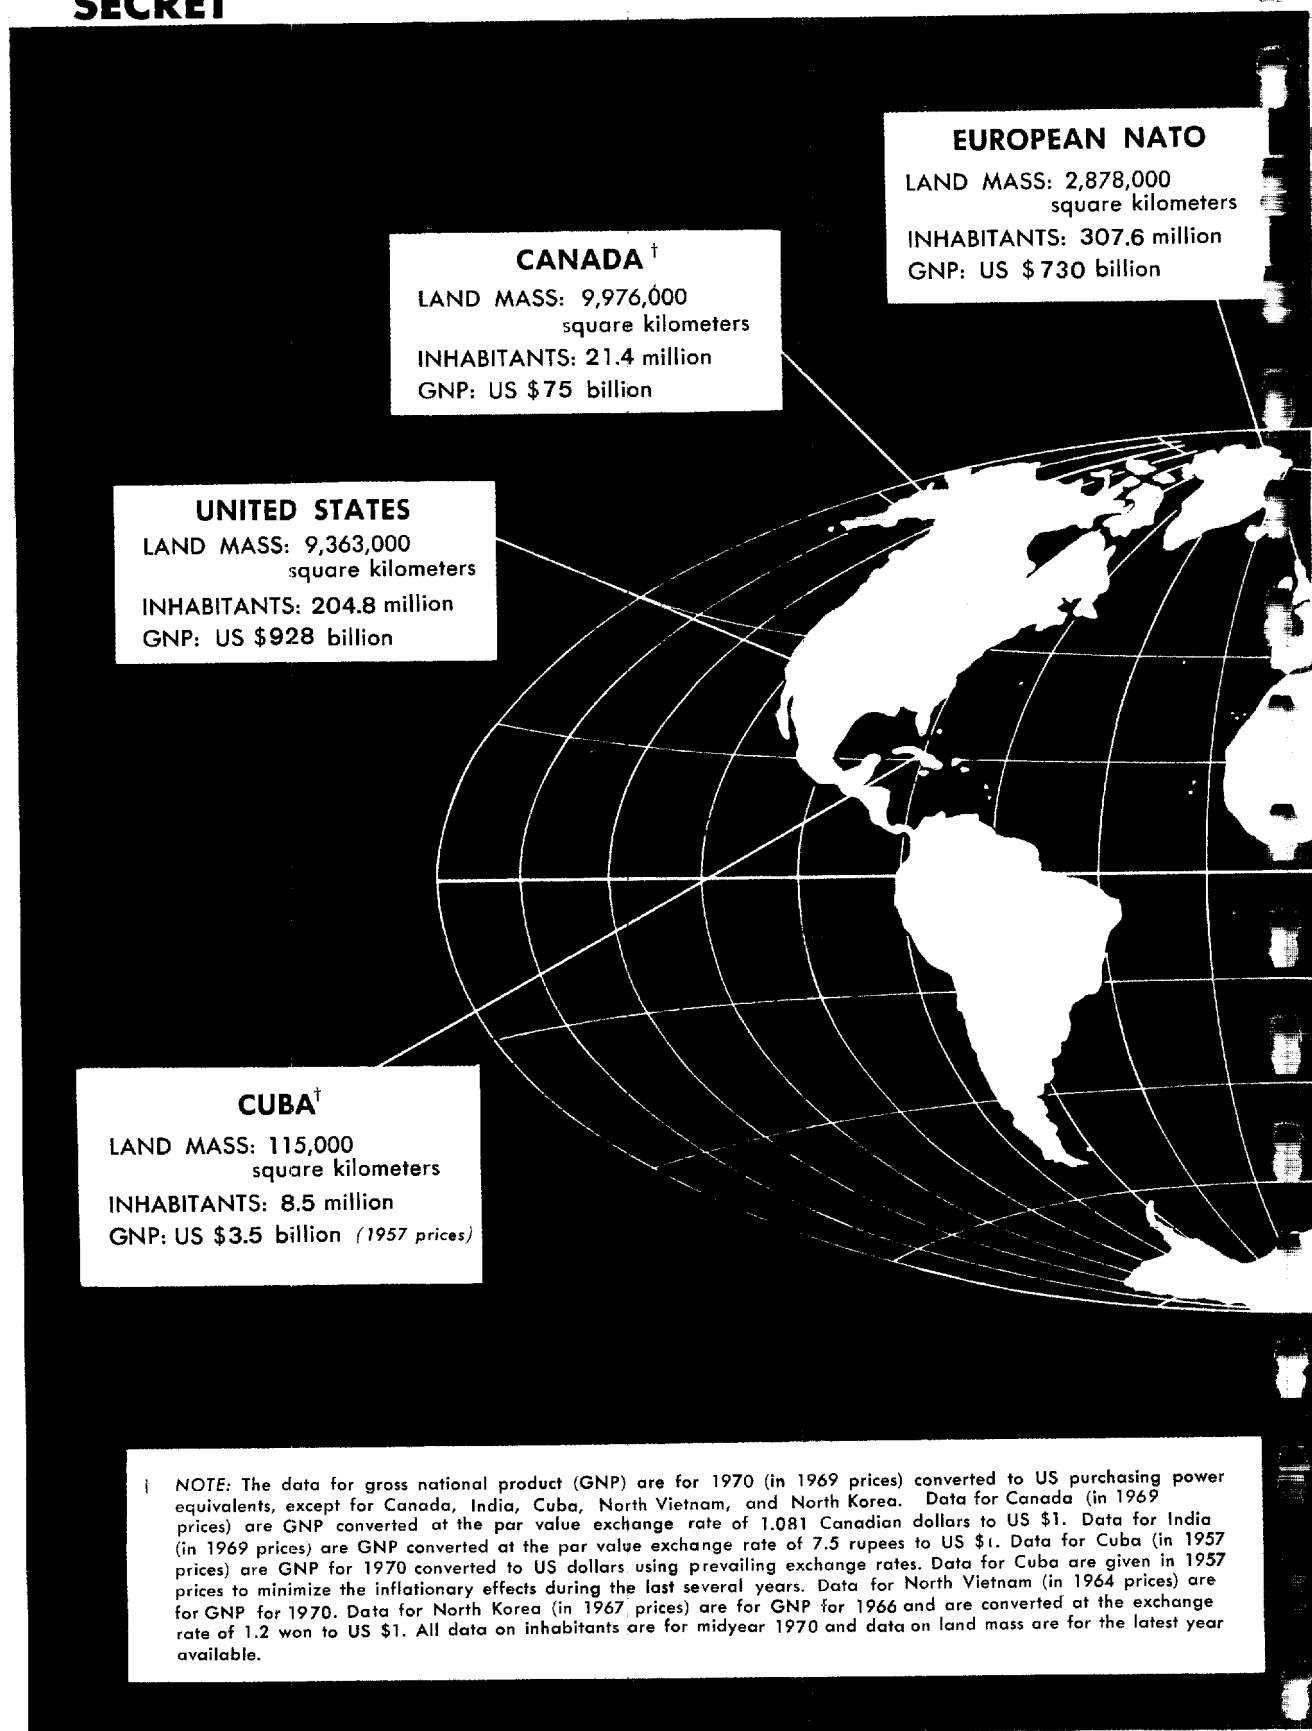 SECRET
EUROPEAN NATO
LAND MASS: 2,878,000
square kilometers
INHABITANTS: 307.6 million
GNP: US $730 billion
CANADA†
LAND MASS: 9,976,000
square kilometers
INHABITANTS: 21.4 million
GNP: US $75 billion
UNITED STATES
LAND MASS: 9,363,000
square kilometers
INHABITANTS: 204.8 million
GNP: US $928 billion
CUBA†
LAND MASS: 115,000
square kilometers
INHABITANTS: 8.5 million
GNP: US $3.5 billion (1957 prices)
† NOTE: The data for gross national product (GNP) are for 1970 (in 1969 prices) converted to US purchasing power
equivalents, except for Canada, India, Cuba, North Vietnam, and North Korea. Data for Canada (in 1969
prices) are GNP converted at the par value exchange rate of 1.081 Canadian dollars to US $1. Data for India
(in 1969 prices) are GNP converted at the par value exchange rate of 7.5 rupees to US $1. Data for Cuba (in 1957
prices) are GNP for 1970 converted to US dollars using prevailing exchange rates. Data for Cuba are given in 1957
prices to minimize the inflationary effects during the last several years. Data for North Vietnam (in 1964 prices) are
for GNP for 1970. Data for North Korea (in 1967 prices) are for GNP for 1966 and are converted at the exchange
rate of 1.2 won to US $1. All data on inhabitants are for midyear 1970 and data on land mass are for the latest year
available.